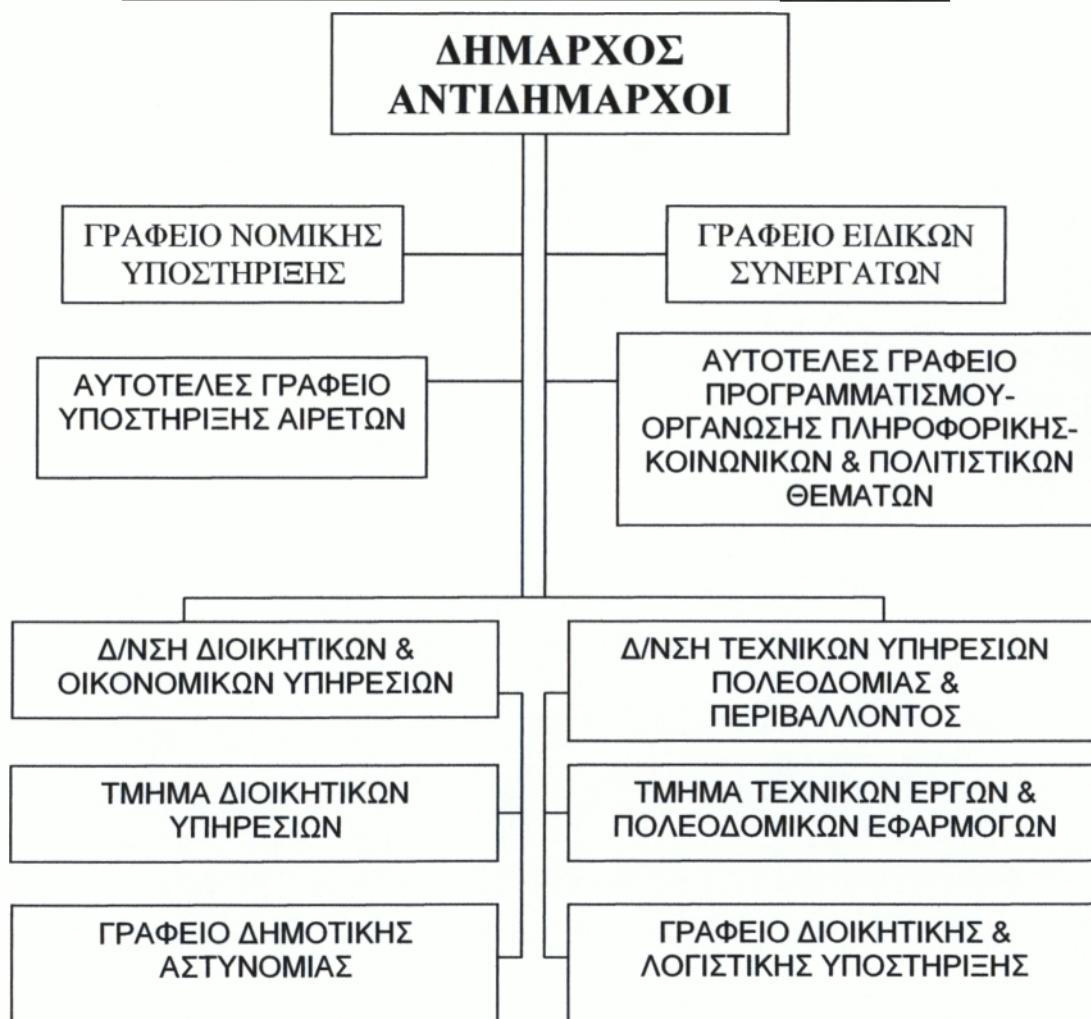 ΔΗΜΑΡΧΟΣ
ΑΝΤΙΔΗΜΑΡΧΟΙ
ΓΡΑΦΕΙΟ ΝΟΜΙΚΗΣ
ΥΠΟΣΤΗΡΙΞΗΣ
ΓΡΑΦΕΙΟ ΕΙΔΙΚΩΝ
ΣΥΝΕΡΓΑΤΩΝ
ΑΥΤΟΤΕΛΕΣ ΓΡΑΦΕΙΟ
ΥΠΟΣΤΗΡΙΞΗΣ ΑΙΡΕΤΩΝ
ΑΥΤΟΤΕΛΕΣ ΓΡΑΦΕΙΟ
ΠΡΟΓΡΑΜΜΑΤΙΣΜΟΥ-
ΟΡΓΑΝΩΣΗΣ ΠΛΗΡΟΦΟΡΙΚΗΣ-
ΚΟΙΝΩΝΙΚΩΝ & ΠΟΛΙΤΙΣΤΙΚΩΝ
ΘΕΜΑΤΩΝ
Δ/ΝΣΗ ΔΙΟΙΚΗΤΙΚΩΝ &
ΟΙΚΟΝΟΜΙΚΩΝ ΥΠΗΡΕΣΙΩΝ
Δ/ΝΣΗ ΤΕΧΝΙΚΩΝ ΥΠΗΡΕΣΙΩΝ
ΠΟΛΕΟΔΟΜΙΑΣ &
ΠΕΡΙΒΑΛΛΟΝΤΟΣ
ΤΜΗΜΑ ΔΙΟΙΚΗΤΙΚΩΝ
ΥΠΗΡΕΣΙΩΝ
ΤΜΗΜΑ ΤΕΧΝΙΚΩΝ ΕΡΓΩΝ &
ΠΟΛΕΟΔΟΜΙΚΩΝ ΕΦΑΡΜΟΓΩΝ
ΓΡΑΦΕΙΟ ΔΗΜΟΤΙΚΗΣ
ΑΣΤΥΝΟΜΙΑΣ
ΓΡΑΦΕΙΟ ΔΙΟΙΚΗΤΙΚΗΣ &
ΛΟΓΙΣΤΙΚΗΣ ΥΠΟΣΤΗΡΙΞΗΣ